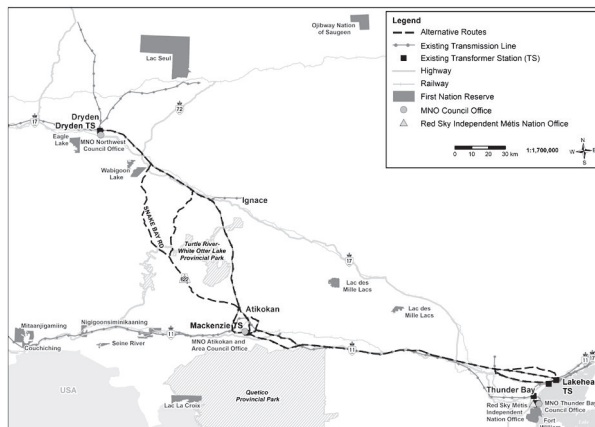 Ojibway Nation
of Saugeen
Legend
Alternative Routes
Existing Transmission Line
Existing Transformer Station (TS)
Highway
Railway
First Nation Reserve
MNO Council Office
Red Sky Independent Métis Nation Office
0
10
20
30 km
1:1,700,000
N
W
E
S
Lac Seul
72
Dryden
Dryden TS
17
Eagle
Lake
MNO Northwest
Council Office
Wabigoon
Lake
Ignace
SNAKE BAY RD
Turtle River-
White Otter Lake
Provincial Park
17
622
Lac des
Mille Lacs
Lac des
Mille Lacs
Atikokan
Mackenzie TS
Mitaanjigaming
Nigigoonsiminikaaning
11
MNO Atikokan and
Area Council Office
Couchiching
Seine River
11
11
17
Lakehead
TS
Thunder Bay
Red Sky Métis
Independent
Nation Office
MNO Thunder Bay
Council Office
Fort
William
USA
Lac La Croix
Quetico
Provincial Park